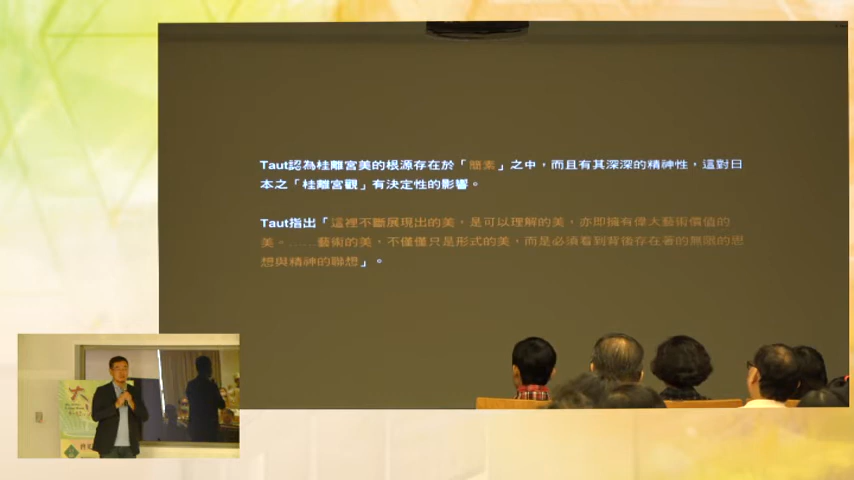 Taut認為桂離宮美的根源存在於「簡素」之中，而且有其深深的精神性，這對日
本之「桂離宮觀」有決定性的影響。
Taut指出「這裡不斷展現出的美，是可以理解的美，亦即擁有偉大藝術價值的
美。……藝術的美，不僅僅只是形式的美，而是必須看到背後存在著的無限的思
想與精神的聯想」。
大